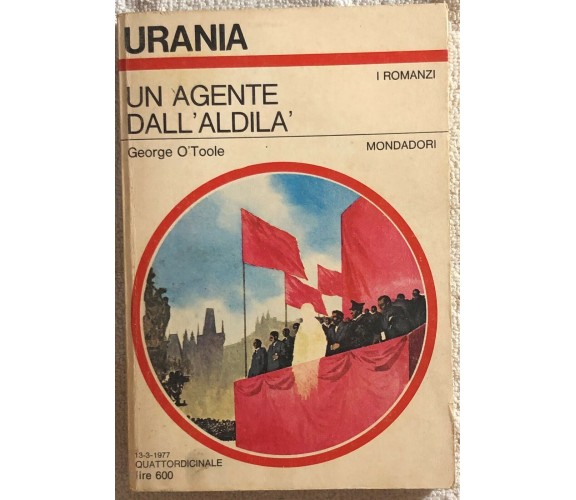 URANIA
I ROMANZI
UN AGENTE
DALL'ALDILA'
George O'Toole
MONDADORI
13-3-1977
QUATTORDICINALE
lire 600